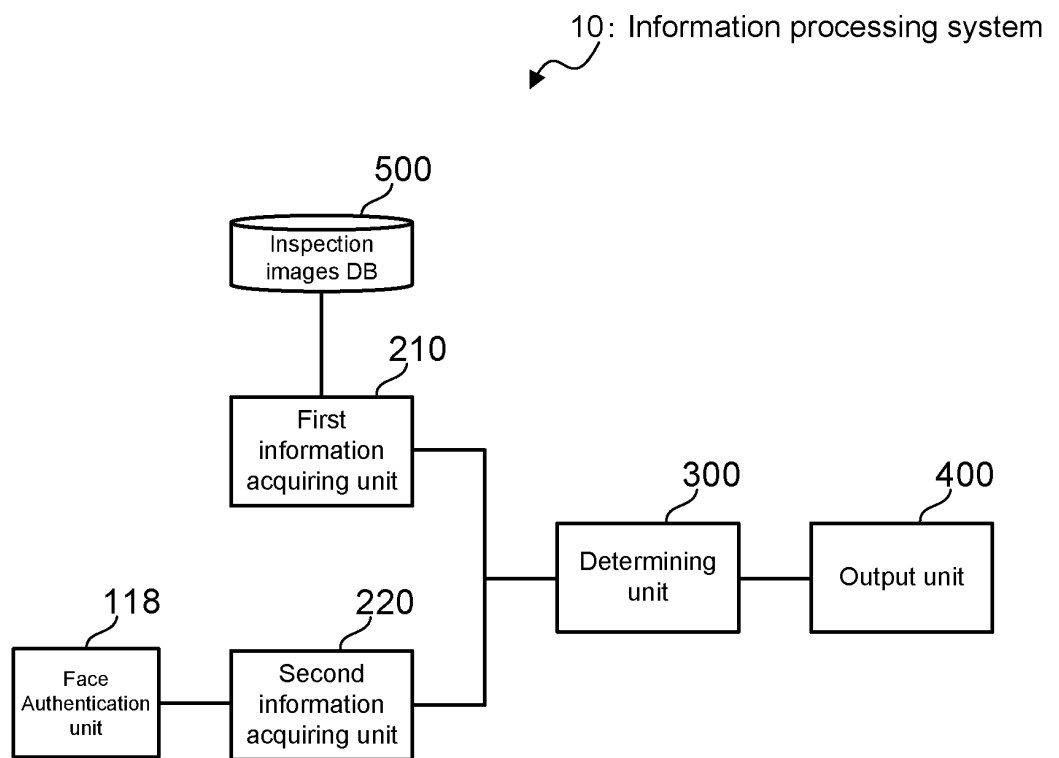 10: Information processing system
500
Inspection
images DB
210
First
information
acquiring unit
300
Determining
unit
400
Output unit
118
Face
Authentication
unit
220
Second
information
acquiring unit